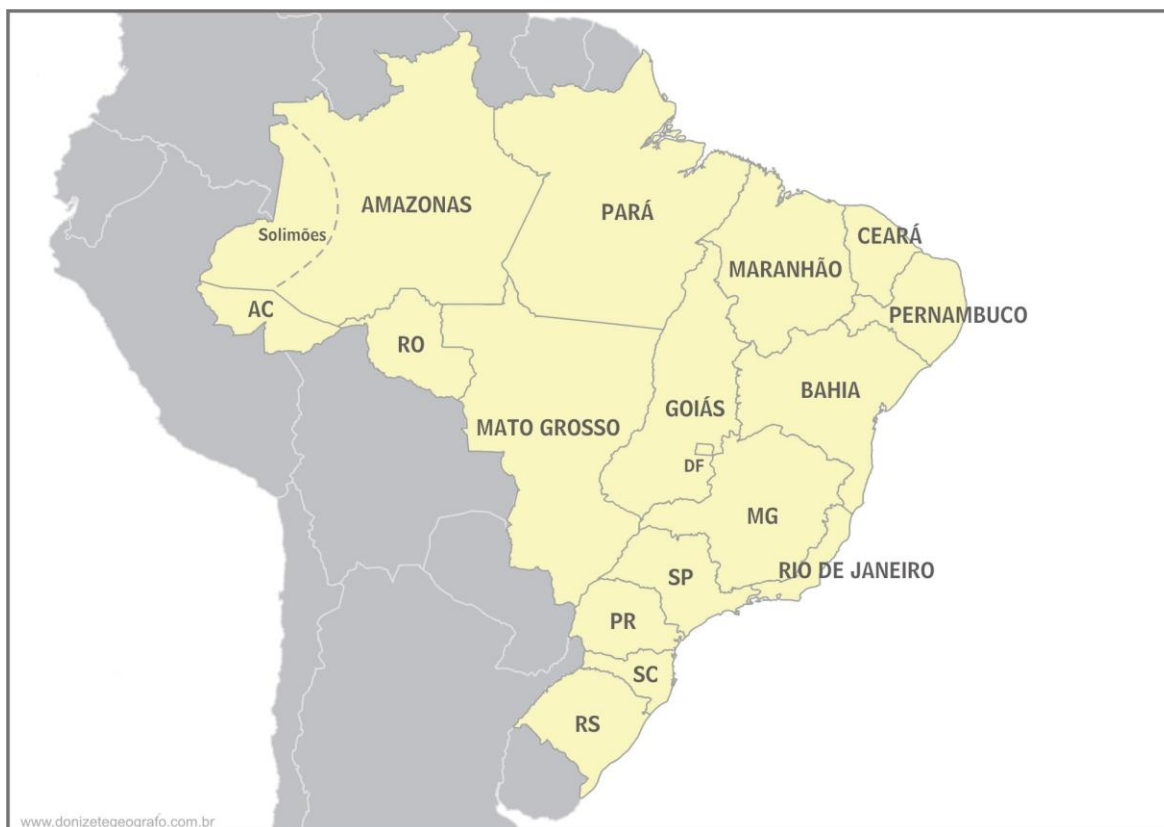 AMAZONAS
PARÁ
Solimões
CEARÁ
MARANHÃO
AC
PERNAMBUCO
RO
BAHIA
GOIÁS
MATO GROSSO
DF
MG
RIO DE JANEIRO
SP
PR
SC
RS
www.donizetegeografo.com.br